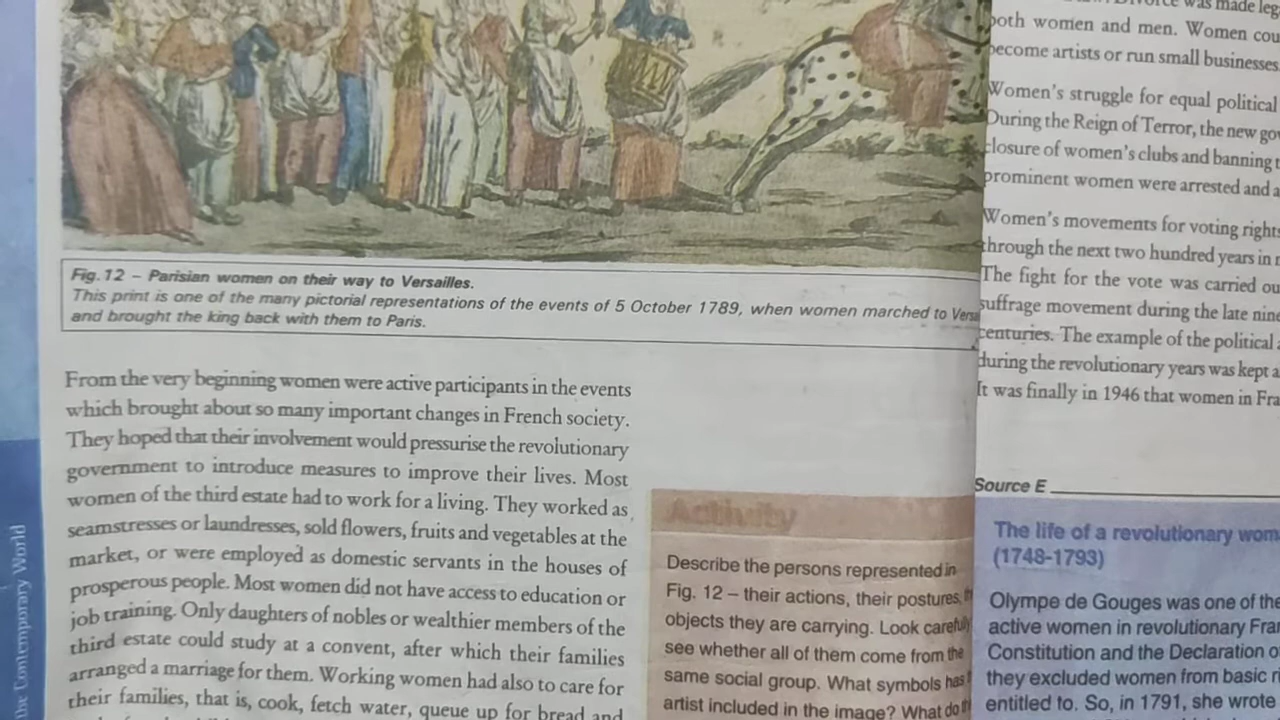 Fig. 12 – Parisian women on their way to Versailles.
This print is one of the many pictorial representations of the events of 5 October 1789, when women marched to
and brought the king back with them to Paris.
From the very beginning women were active participants in the events
which brought about so many important changes in French society.
They hoped that their involvement would pressurise the revolutionary
government to introduce measures to improve their lives. Most
women of the third estate had to work for a living. They worked as
seamstresses or laundresses, sold flowers, fruits and vegetables at the
market, or were employed as domestic servants in the houses of
prosperous people. Most women did not have access to education or
job training. Only daughters of nobles or wealthier members of the
third estate could study at a convent, after which their families
arranged a marriage for them. Working women had also to care for
their families, that is, cook, fetch water, queue up for bread and
Activity
Describe the persons represented in
Fig. 12 – their actions, their postures,
objects they are carrying. Look carefully
see whether all of them come from the
same social group. What symbols has
artist included in the image? What do
was made
both women and men. Women
become artists or run small businesses.
Women's struggle for equal political
During the Reign of Terror, the new
closure of women's clubs and banning
prominent women were arrested and
Women's movements for voting rights
through the next two hundred years in
The fight for the vote was carried
suffrage movement during the late
centuries. The example of the political
during the revolutionary years was kept
It was finally in 1946 that women in
Source E
The life of a revolutionary
(1748-1793)
Olympe de Gouges was one of the
active women in revolutionary
Constitution and the Declaration
they excluded women from basic
entitled to. So, in 1791, she wrote
the Contemporary World